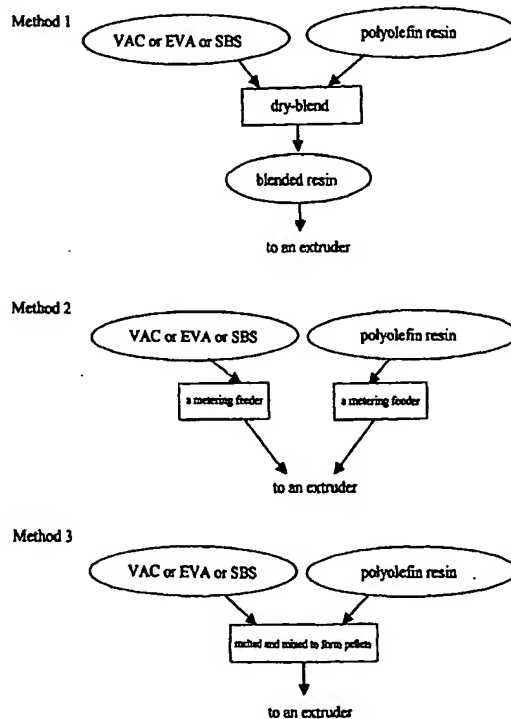 Method 1
VAC or EVA or SBS polyolefin resin
dry-blend
blended resin
to an extruder
Method 2
VAC or EVA or SBS polyolefin resin
a metering feeder a metering feeder
to an extruder
Method 3
VAC or EVA or SBS polyolefin resin
melted and mixed to form pellets
to an extruder